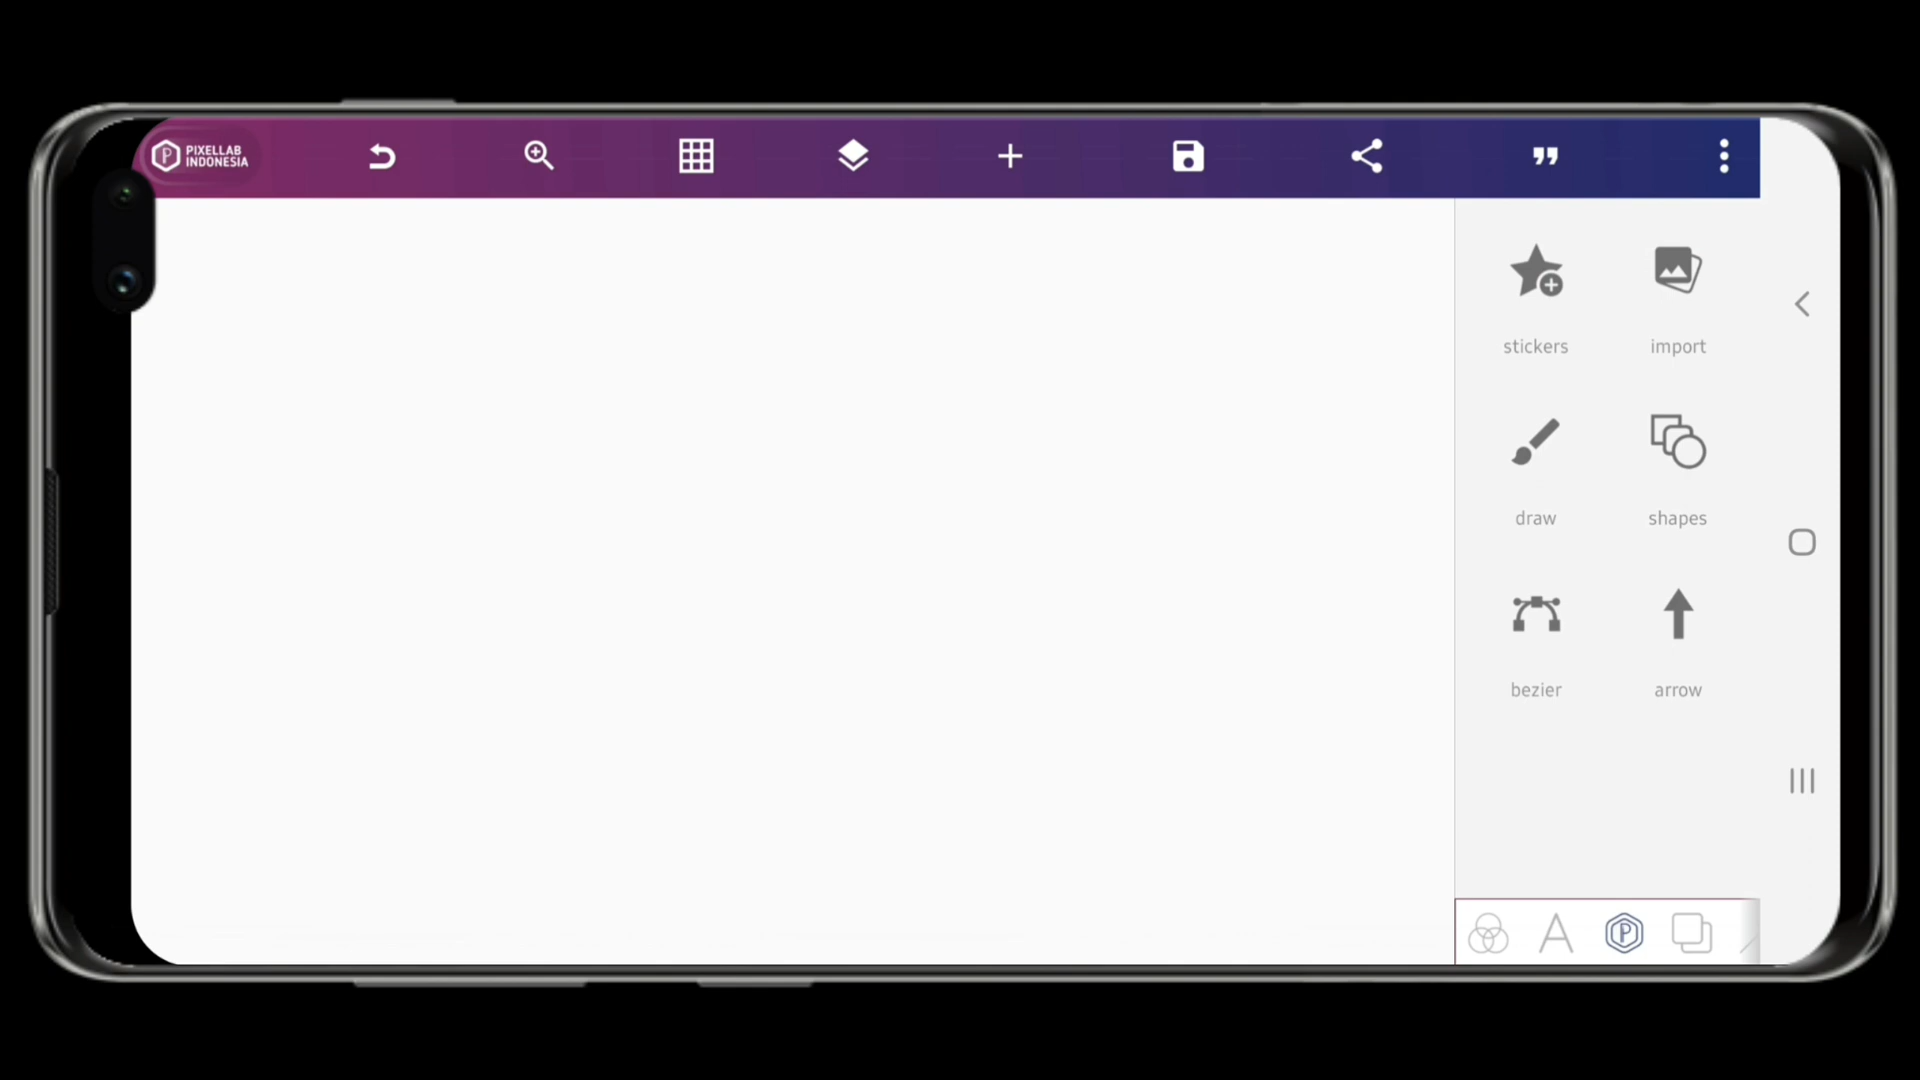 PIXELLAB
INDONESIA
stickers
import
draw
shapes
bezier
arrow